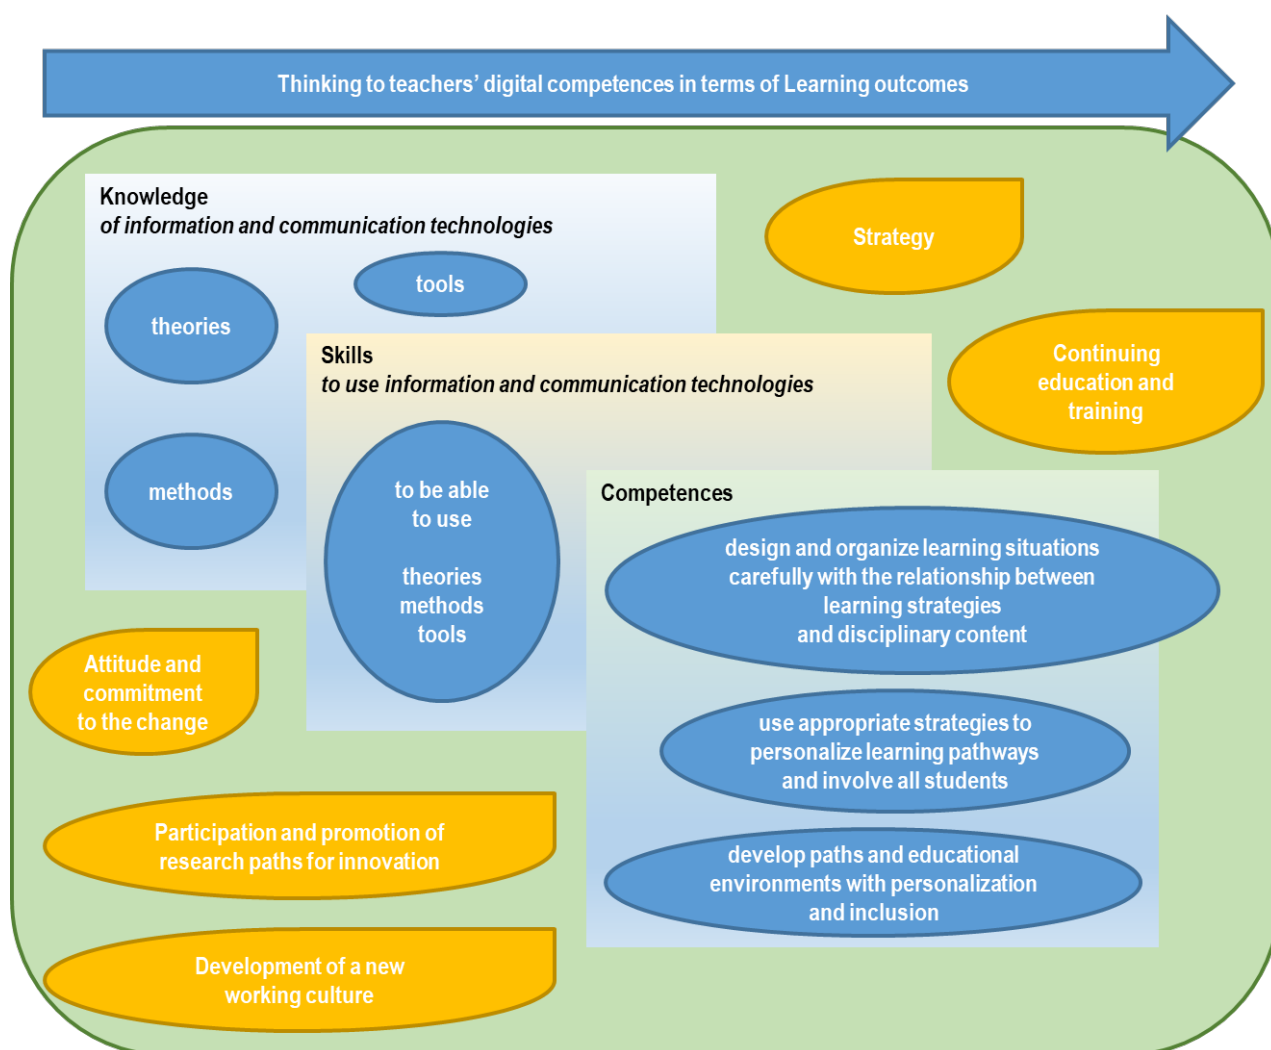 Thinking to teachers’ digital competences in terms of Learning outcomes
Knowledge
of information and communication technologies
tools
theories
methods
Skills
to use information and communication technologies
to be able
to use
theories
methods
tools
Competences
design and organize learning situations
carefully with the relationship between
learning strategies
and disciplinary content
use appropriate strategies to
personalize learning pathways
and involve all students
develop paths and educational
environments with personalization
and inclusion
Strategy
Continuing
education and
training
Attitude and
commitment
to the change
Participation and promotion of
research paths for innovation
Development of a new
working culture